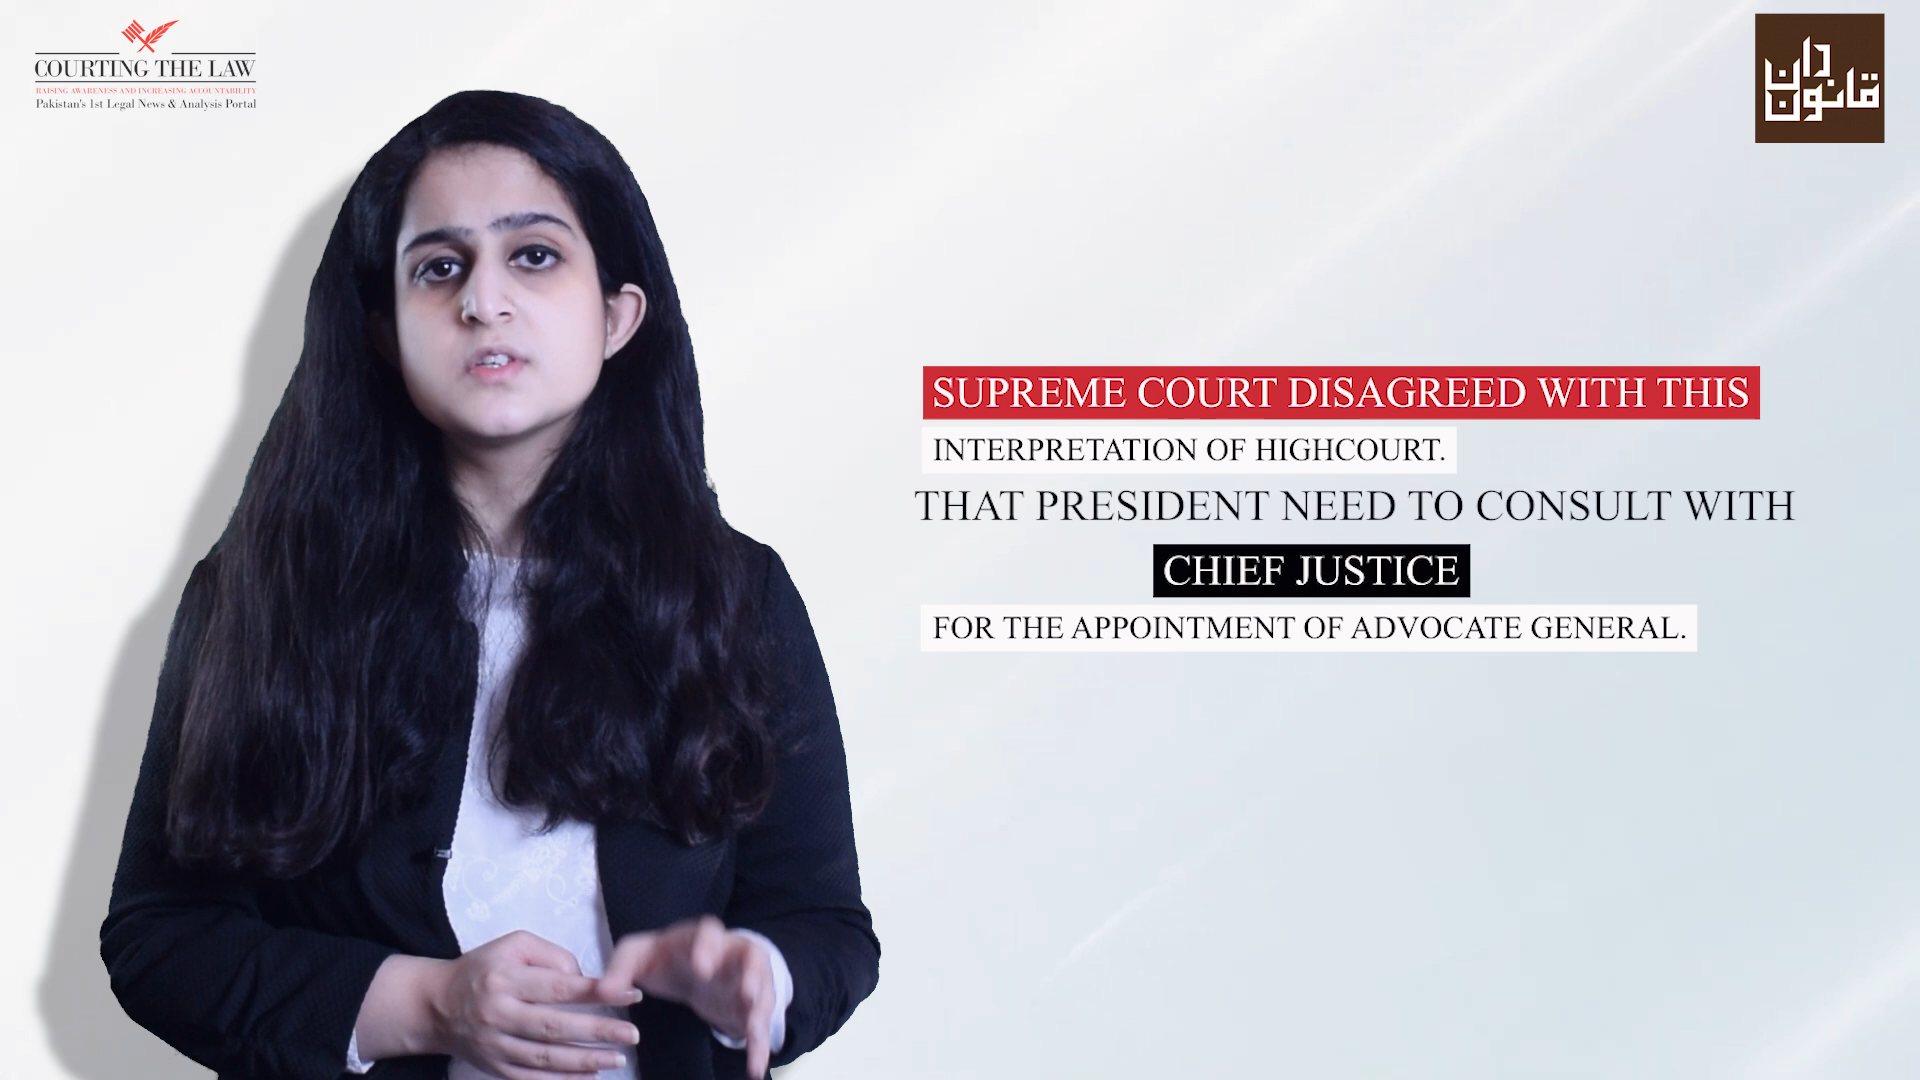 COURTING THE LAW
RAISING AWARENESS AND INCREASING ACCOUNTABILITY
Pakistan's 1st Legal News & Analysis Portal
قانون دان
SUPREME COURT DISAGREED WITH THIS
INTERPRETATION OF HIGHCOURT.
THAT PRESIDENT NEED TO CONSULT WITH
CHIEF JUSTICE
FOR THE APPOINTMENT OF ADVOCATE GENERAL.